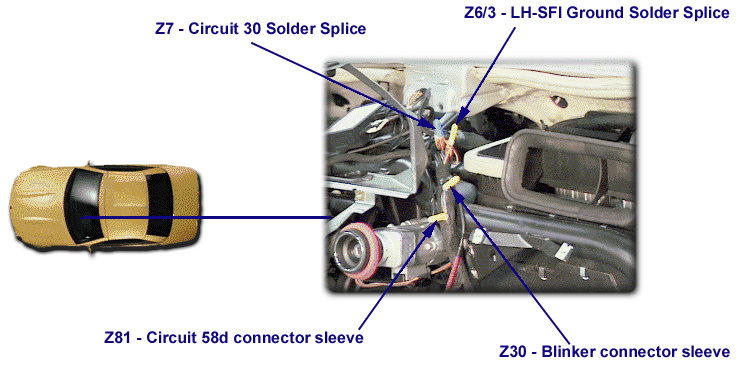 Z6/3 - LH-SFI Ground Solder Splice
Z7 - Circuit 30 Solder Splice
Z81 - Circuit 58d connector sleeve
Z30 - Blinker connector sleeve